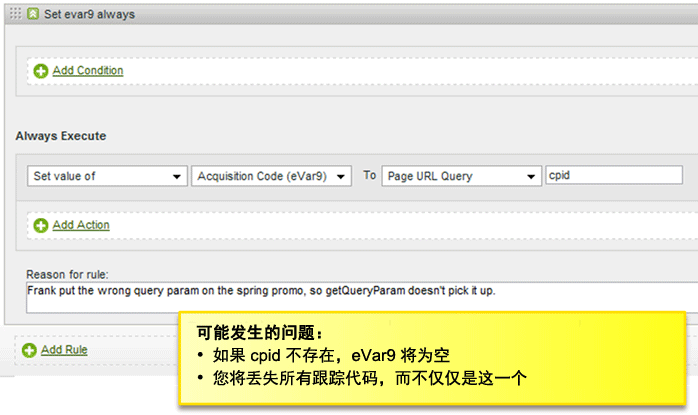 Set evar9 always
Add Condition
Always Execute
Set value of Acquisition Code (eVar9) To Page URL Query cpid
Add Action
Reason for rule:
Frank put the wrong query param on the spring promo, so getQueryParam doesn't pick it up.
Add Rule
可能发生的问题：
• 如果 cpid 不存在，eVar9 将为空
• 您将丢失所有跟踪代码，而不仅仅是这一个